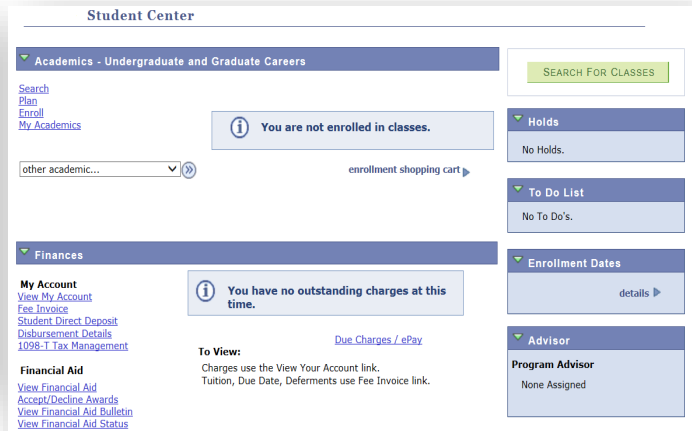 Student Center
Academics - Undergraduate and Graduate Careers
Search
Plan
Enroll
My Academics
You are not enrolled in classes.
other academic...
enrollment shopping cart
Finances
My Account
View My Account
Fee Invoice
Student Direct Deposit
Disbursement Details
1098-T Tax Management
Financial Aid
View Financial Aid
Accept/Decline Awards
View Financial Aid Bulletin
View Financial Aid Status
You have no outstanding charges at this
time.
Due Charges / ePay
To View:
Charges use the View Your Account link.
Tuition, Due Date, Deferments use Fee Invoice link.
SEARCH FOR CLASSES
Holds
No Holds.
To Do List
No To Do's.
Enrollment Dates
details
Advisor
Program Advisor
None Assigned